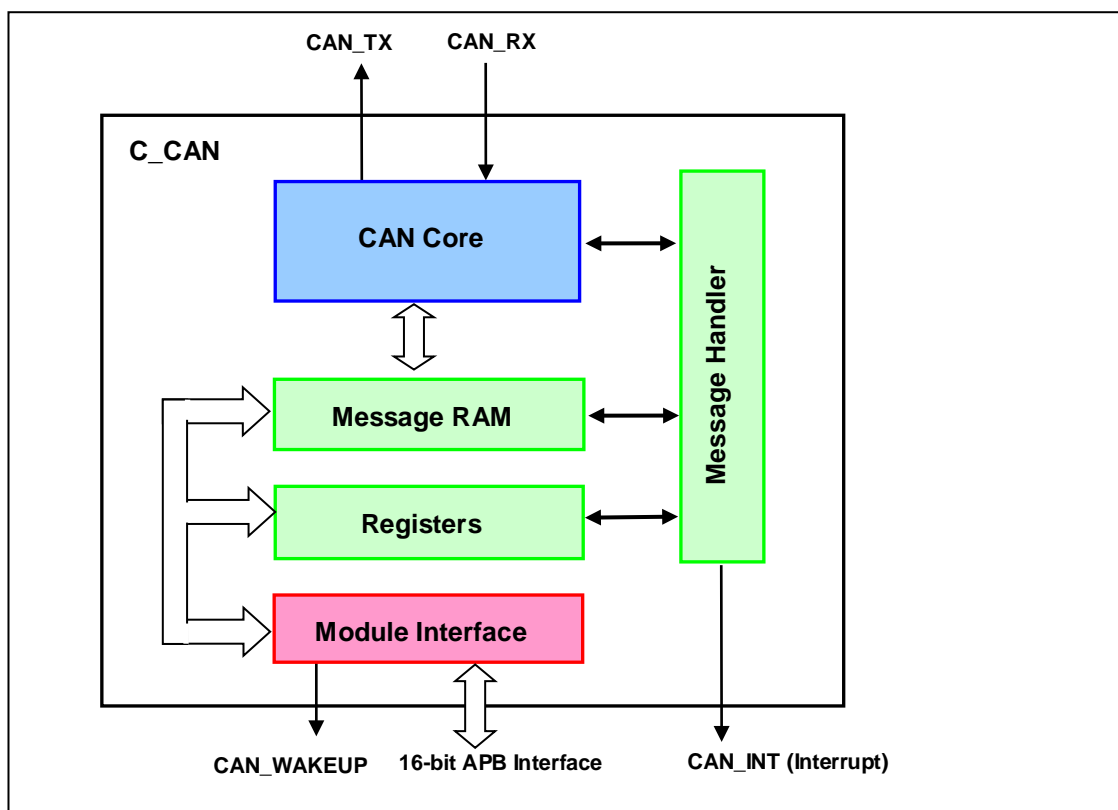 CAN_TX
CAN_RX
C_CAN
CAN Core
Message Handler
Message RAM
Registers
Module Interface
CAN_WAKEUP
16-bit APB Interface
CAN_INT (Interrupt)